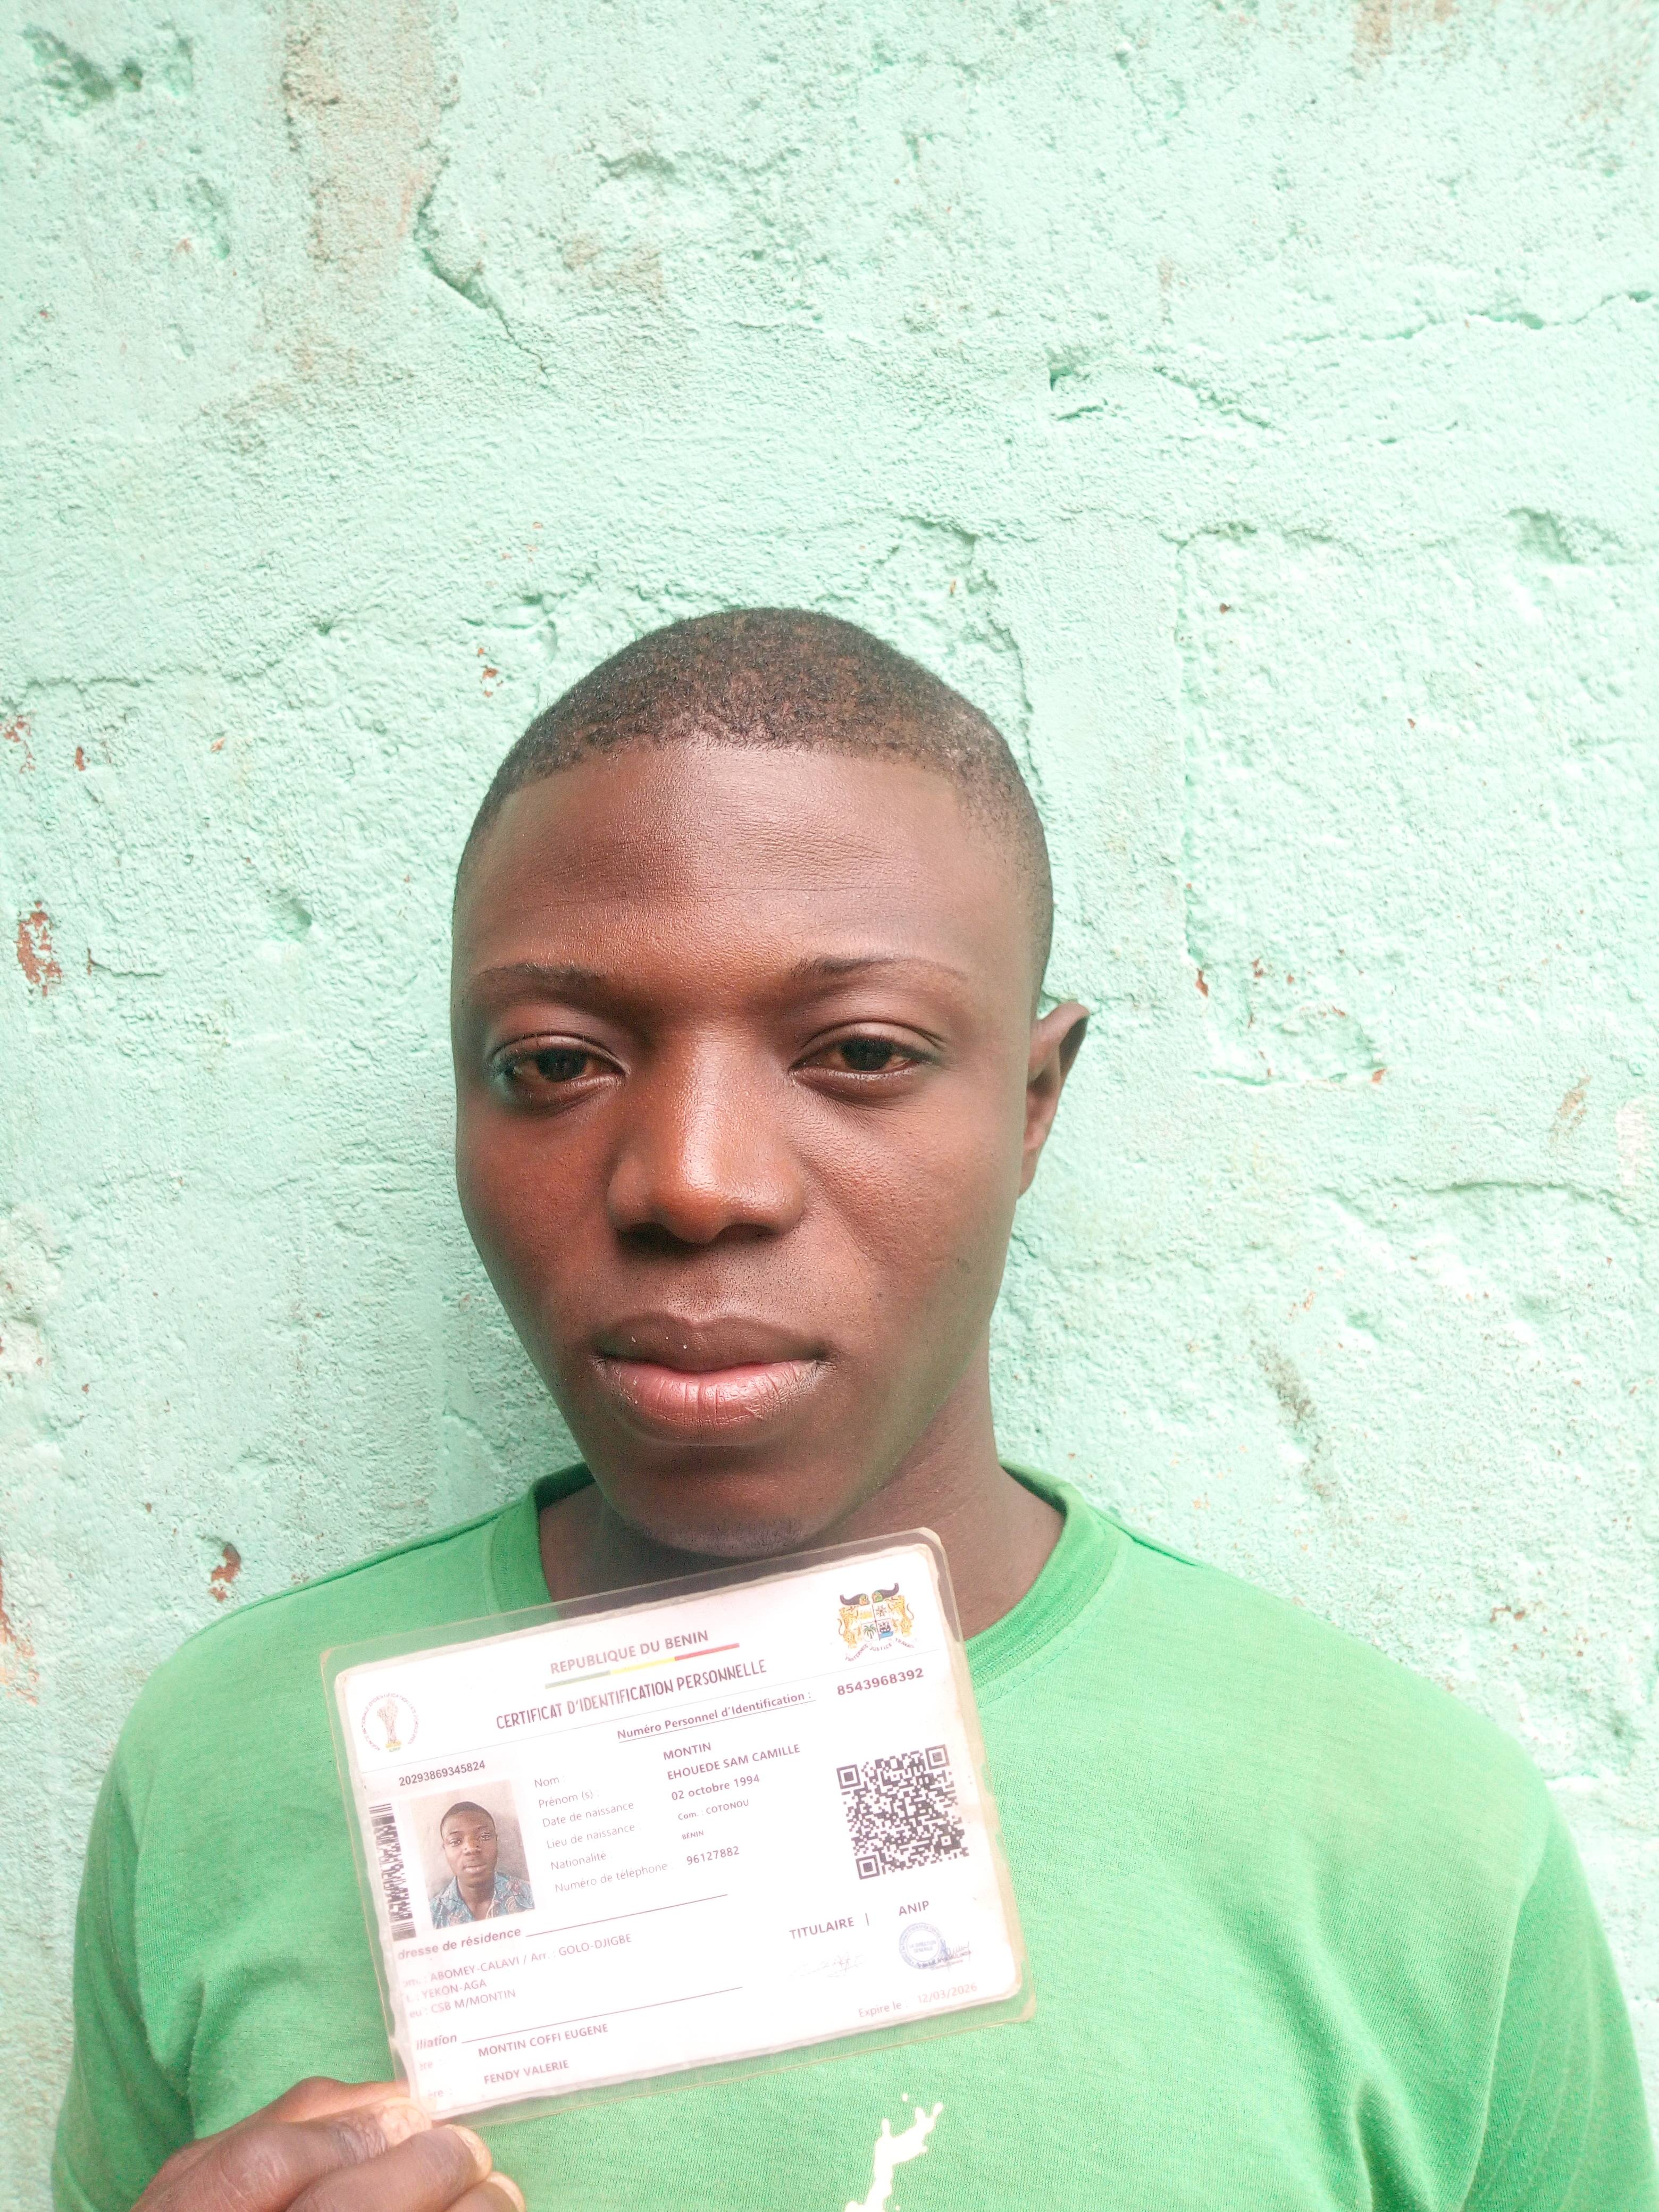 REPUBLIQUE DU BENIN
CERTIFICAT D'IDENTIFICATION PERSONNELLE
Numéro Personnel d'Identification : 8543968392
20293869345824
Nom : MONTIN
Prénom (s) : EHOUEDE SAM CAMILLE
Date de naissance 02 octobre 1994
Lieu de naissance Com. : COTONOU
Nationalité BENIN
Numéro de téléphone 96127882
dresse de résidence
ABOMEY-CALAVI / Arr. : GOLO-DJIGBE
YEKON-AGA
eu : CSB M/MONTIN
TITULAIRE | ANIP
iliation
MONTIN COFFI EUGENE
FENDY VALERIE
Expire le 12/03/2026